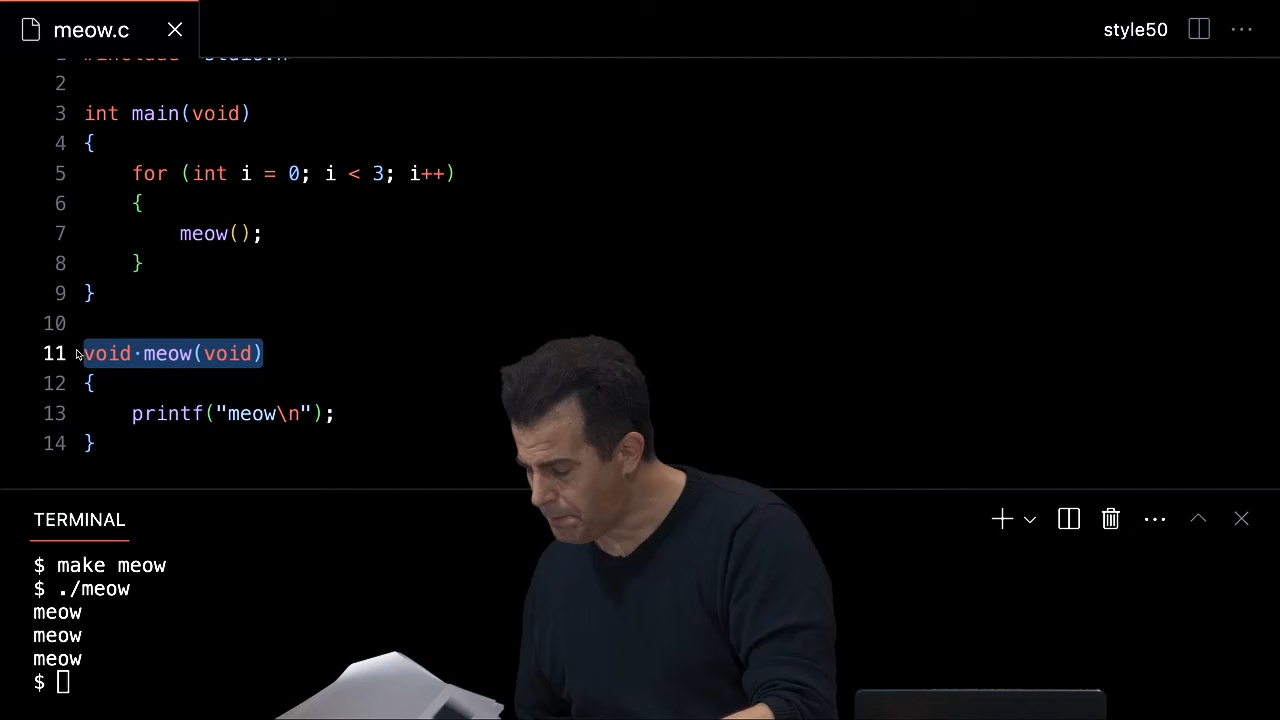 meow.c
style50
2
3 int main(void)
4 {
5 for (int i = 0; i < 3; i++)
6 {
7 meow();
8 }
9 }
10
11 void·meow(void)
12 {
13 printf("meow\n");
14 }
TERMINAL
$ make meow
$ ./meow
meow
meow
meow
$